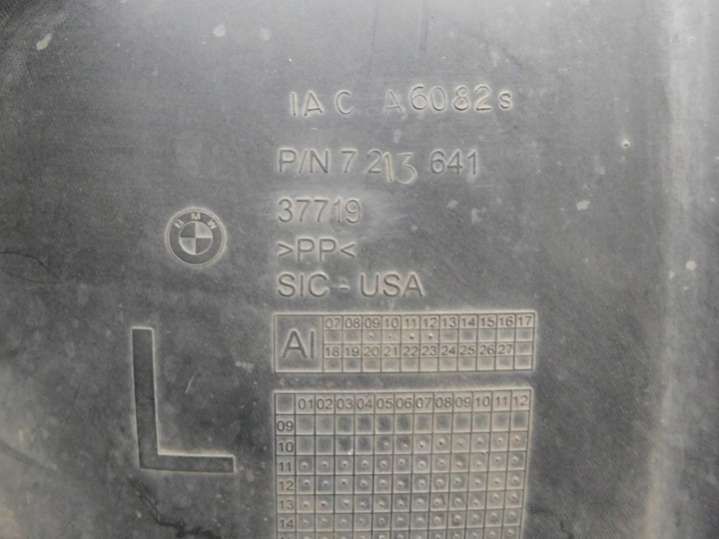 IAC A6082s
P/N 7 213 641
37719
BMW
>PP<
SIC - USA
L
AI
07 08 09 10 11 12 13 14 15 16 17
18 19 20 21 22 23 24 25 26 27
01 02 03 04 05 06 07 08 09 10 11 12
09
10
11
12
13
14